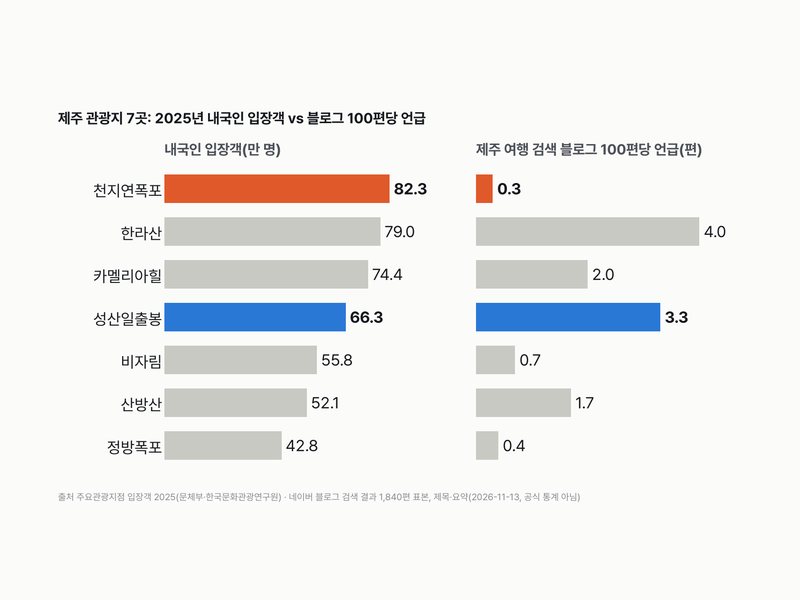 제주 관광지 7곳: 2025년 내국인 입장객 vs 블로그 100편당 언급
내국인 입장객(만 명) 제주 여행 검색 블로그 100편당 언급(편)
천지연폭포 82.3 0.3
한라산 79.0 4.0
카멜리아힐 74.4 2.0
성산일출봉 66.3 3.3
비자림 55.8 0.7
산방산 52.1 1.7
정방폭포 42.8 0.4
출처 주요관광지점 입장객 2025(문체부·한국문화관광연구원) · 네이버 블로그 검색 결과 1,840편 표본, 제목·요약(2026-11-13, 공식 통계 아님)